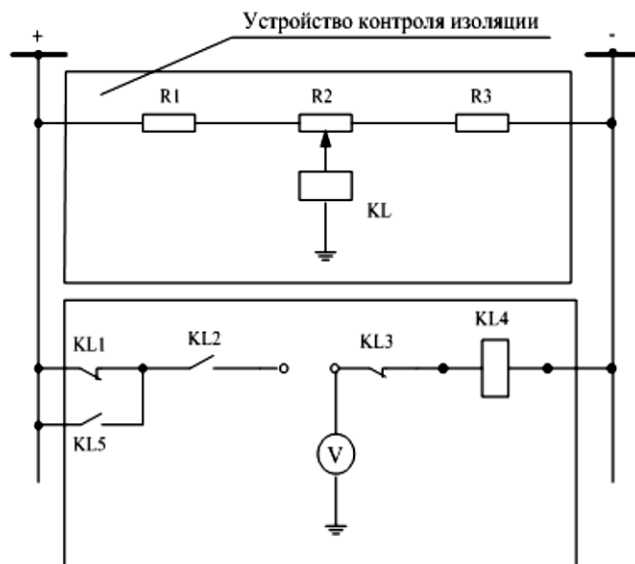 Устройство контроля изоляции
+ -
R1 R2 R3
KL
KL1 KL2 KL3 KL4
KL5
V